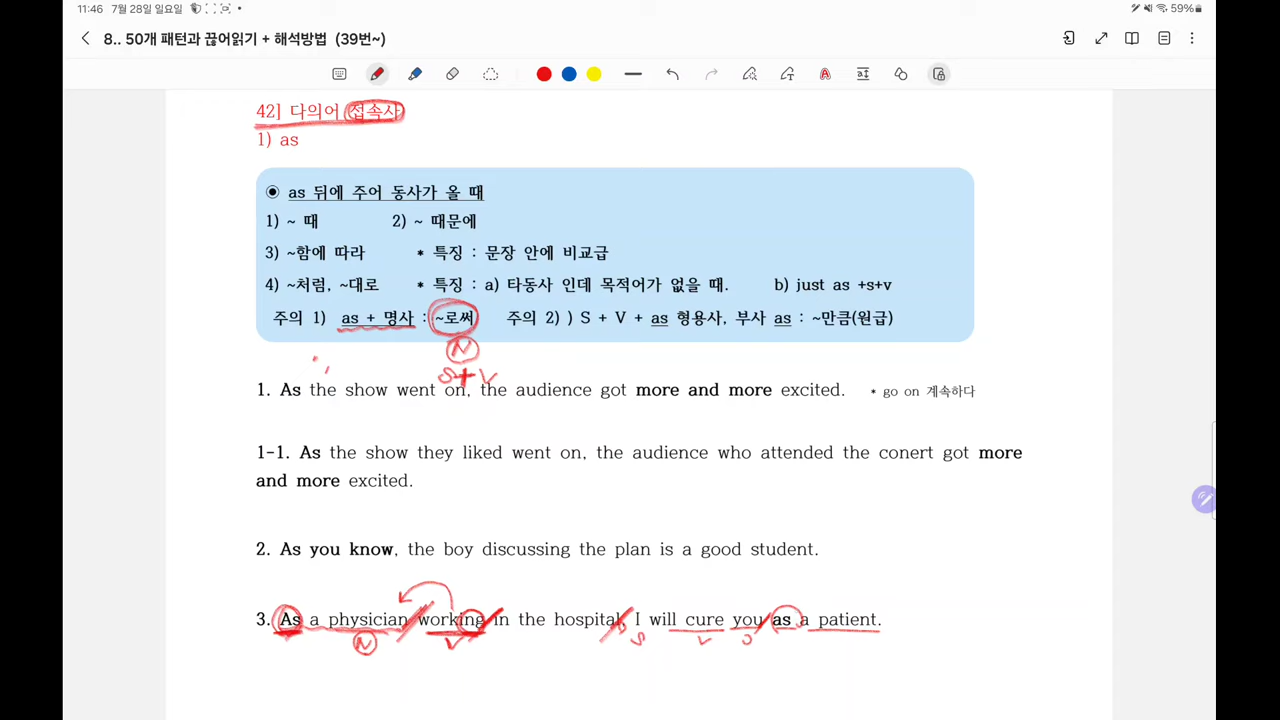 11:46 7월 28일 일요일 59%
8.. 50개 패턴과 끊어읽기 + 해석방법 (39번~)
42] 다의어 접속사
1) as
as 뒤에 주어 동사가 올 때
1) ~ 때 2) ~ 때문에
3) ~함에 따라 * 특징 : 문장 안에 비교급
4) ~처럼, ~대로 * 특징 : a) 타동사 인데 목적어가 없을 때. b) just as +s+v
주의 1) as + 명사 : ~로써 주의 2) ) S + V + as 형용사, 부사 as : ~만큼(원급)
N
S+V
1. As the show went on, the audience got more and more excited. * go on 계속하다
1-1. As the show they liked went on, the audience who attended the conert got more
and more excited.
2. As you know, the boy discussing the plan is a good student.
3. As a physician working in the hospital, I will cure you as a patient.
N V S V O